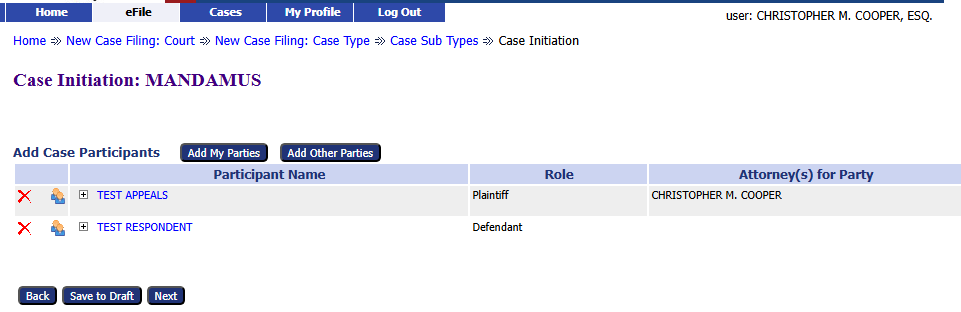 Home eFile Cases My Profile Log Out
user: CHRISTOPHER M. COOPER, ESQ.
Home => New Case Filing: Court => New Case Filing: Case Type => Case Sub Types => Case Initiation
Case Initiation: MANDAMUS
Add Case Participants Add My Parties Add Other Parties
Participant Name Role Attorney(s) for Party
TEST APPEALS Plaintiff CHRISTOPHER M. COOPER
TEST RESPONDENT Defendant
Back Save to Draft Next